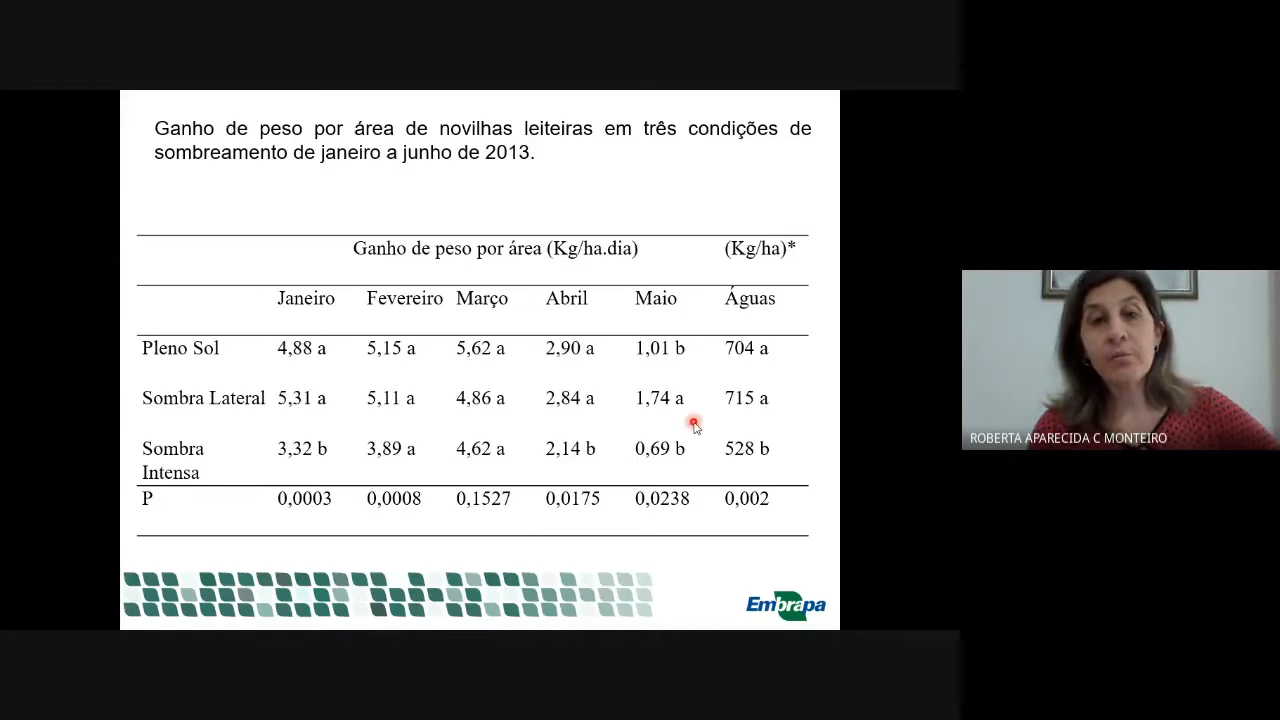 Ganho de peso por área de novilhas leiteiras em três condições de
sombreamento de janeiro a junho de 2013.
Ganho de peso por área (Kg/ha.dia) (Kg/ha)*
Janeiro Fevereiro Março Abril Maio Águas
Pleno Sol 4,88 a 5,15 a 5,62 a 2,90 a 1,01 b 704 a
Sombra Lateral 5,31 a 5,11 a 4,86 a 2,84 a 1,74 a 715 a
Sombra 3,32 b 3,89 a 4,62 a 2,14 b 0,69 b 528 b
Intensa
P 0,0003 0,0008 0,1527 0,0175 0,0238 0,002
Embrapa
ROBERTA APARECIDA C MONTEIRO